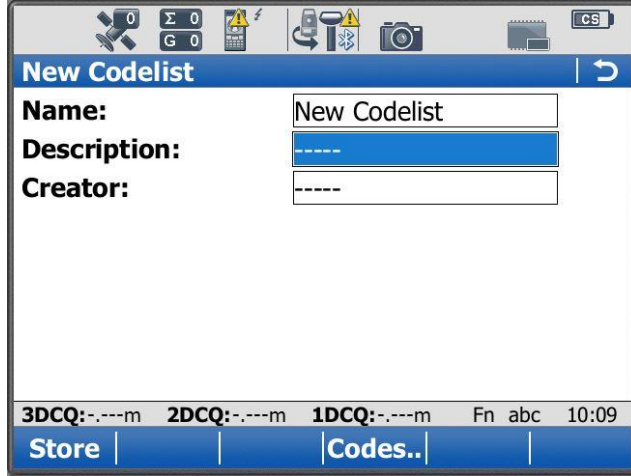 0 Σ 0 CS
G 0
New Codelist
Name: New Codelist
Description: -----
Creator: -----
3DCQ:-.---m 2DCQ:-.---m 1DCQ:-.---m Fn abc 10:09
Store Codes..